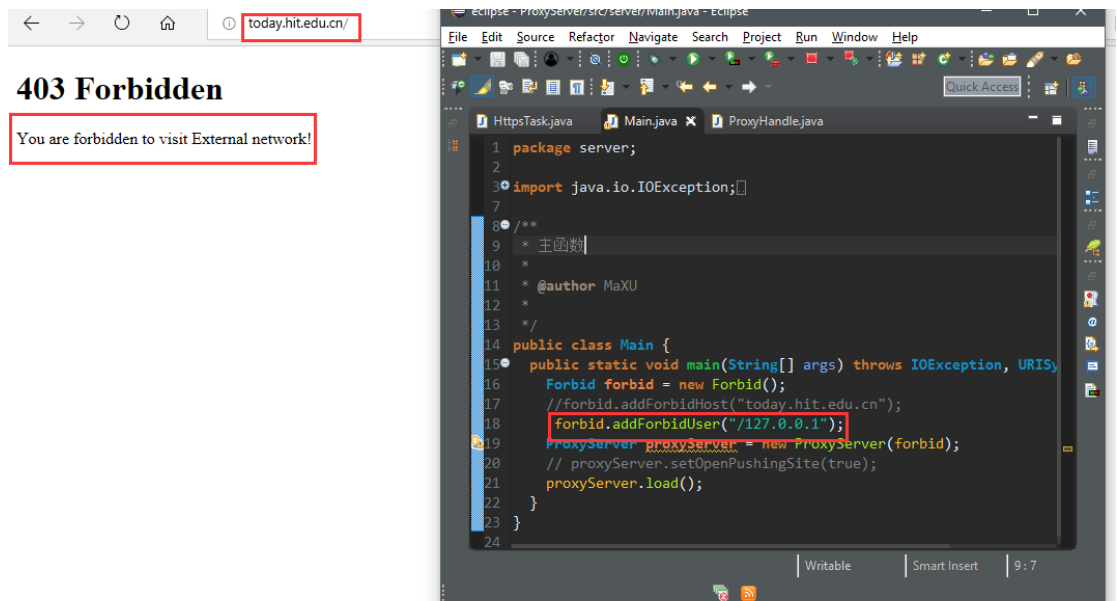 today.hit.edu.cn/
403 Forbidden
You are forbidden to visit External network!
eclipse - ProxyServer/src/server/Main.java - Eclipse
File Edit Source Refactor Navigate Search Project Run Window Help
Quick Access
HttpsTask.java Main.java ProxyHandle.java
1 package server;
2
3 import java.io.IOException;
7
8 /**
9 * 主函数
10 *
11 * @author MaXU
12 *
13 */
14 public class Main {
15 public static void main(String[] args) throws IOException, URISy
16 Forbid forbid = new Forbid();
17 //forbid.addForbidHost("today.hit.edu.cn");
18 forbid.addForbidUser("/127.0.0.1");
19 ProxyServer proxyServer = new ProxyServer(forbid);
20 // proxyServer.setOpenPushingSite(true);
21 proxyServer.load();
22 }
23 }
24
Writable Smart Insert 9:7